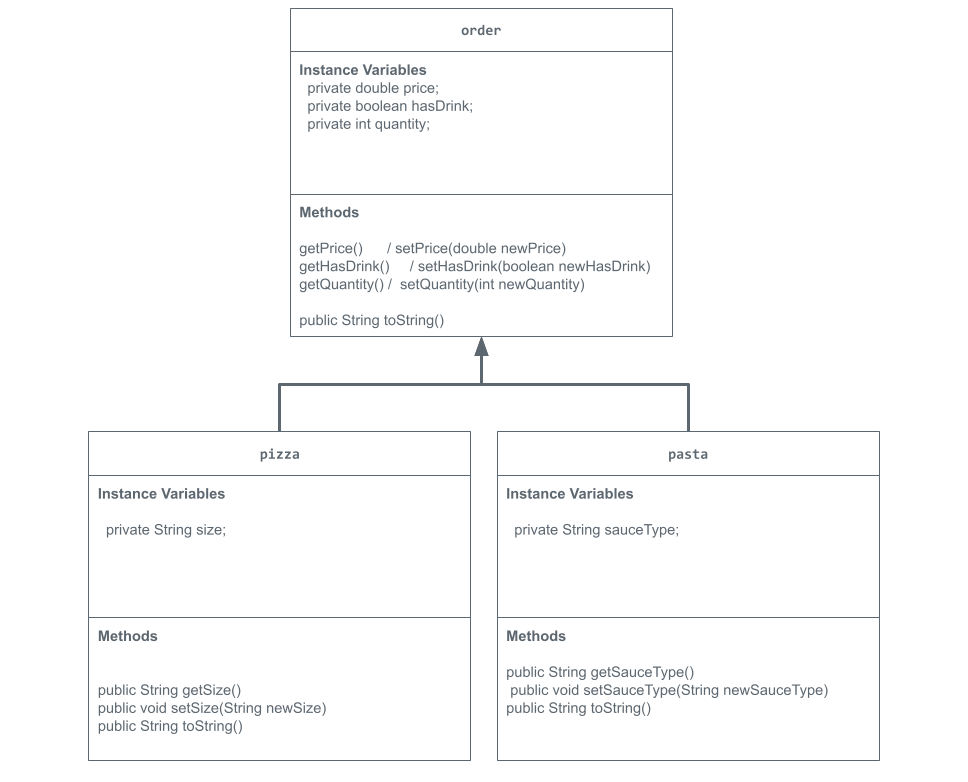 order
Instance Variables
private double price;
private boolean hasDrink;
private int quantity;
Methods
getPrice() / setPrice(double newPrice)
getHasDrink() / setHasDrink(boolean newHasDrink)
getQuantity() / setQuantity(int newQuantity)
public String toString()
pizza
Instance Variables
private String size;
Methods
public String getSize()
public void setSize(String newSize)
public String toString()
pasta
Instance Variables
private String sauceType;
Methods
public String getSauceType()
public void setSauceType(String newSauceType)
public String toString()